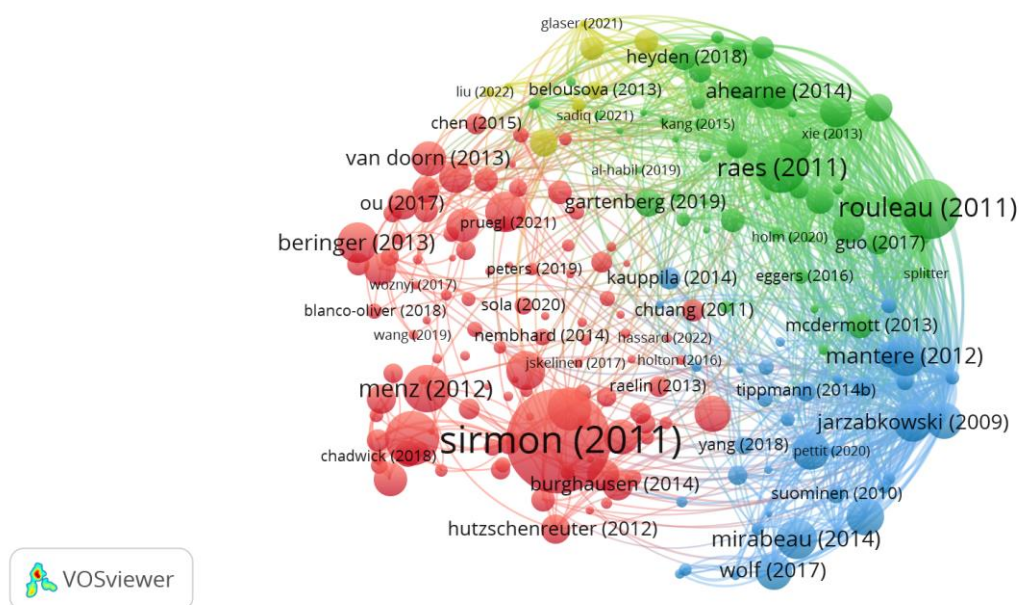 glaser (2021)
heyden (2018)
liu (2022)
belousova (2013)
ahearne (2014)
sadiq (2021)
chen (2015)
kang (2015)
xie (2013)
van doorn (2013)
al-habil (2019)
raes (2011)
ou (2017)
gartenberg (2019)
rouleau (2011)
pruegl (2021)
beringer (2013)
holm (2020)
guo (2017)
peters (2019)
kauppila (2014)
eggers (2016)
splitter
woznyj (2017)
blanco-oliver (2018)
sola (2020)
chuang (2011)
mcdermott (2013)
wang (2019)
nembhard (2014)
hassard (2022)
mantere (2012)
jskelinen (2017)
holton (2016)
menz (2012)
raelin (2013)
tippmann (2014b)
jarzabkowski (2009)
sirmon (2011)
yang (2018)
pettit (2020)
chadwick (2018)
burghausen (2014)
suominen (2010)
hutzschenreuter (2012)
mirabeau (2014)
wolf (2017)
VOSviewer